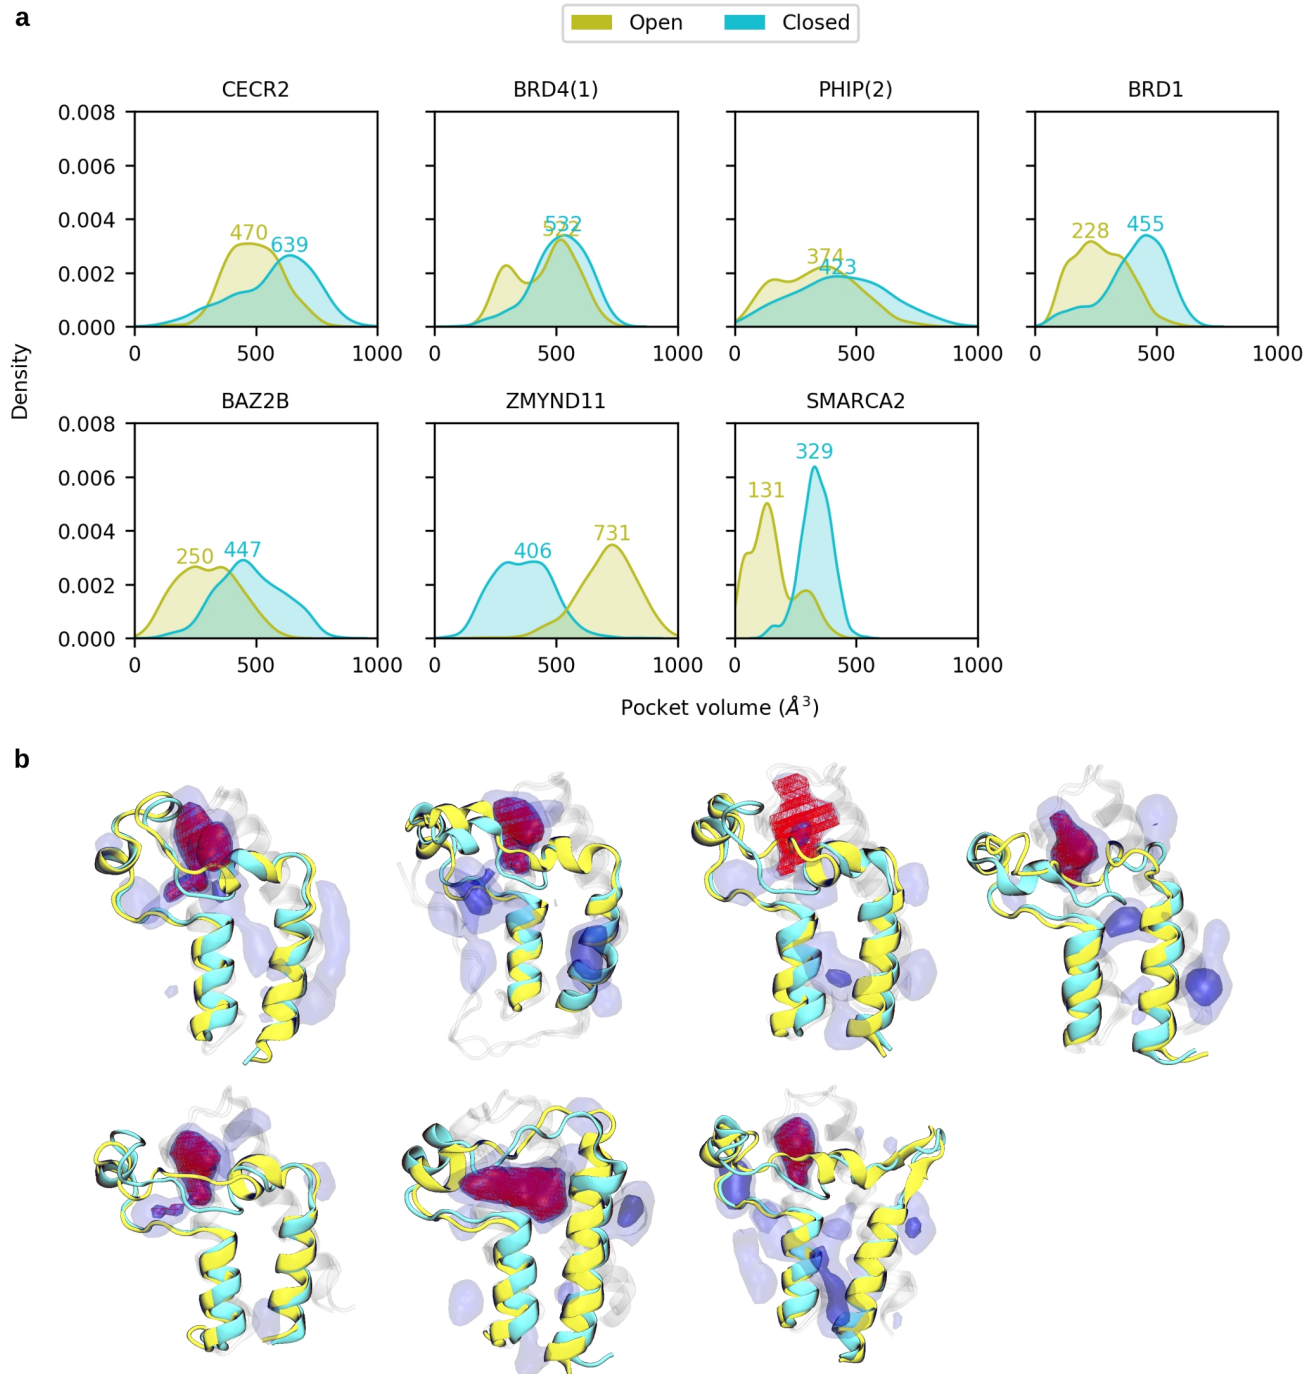 a
Open Closed
CECR2 BRD4(1) PHIP(2) BRD1
0.008
0.006
0.004
0.002
0.000
470 639
532
522
374
423
228 455
0 500 1000 0 500 1000 0 500 1000 0 500 1000
Density
BAZ2B ZMYND11 SMARCA2
0.008
0.006
0.004
0.002
0.000
250 447
406 731
131 329
0 500 1000 0 500 1000 0 500 1000
Pocket volume (Å³)
b